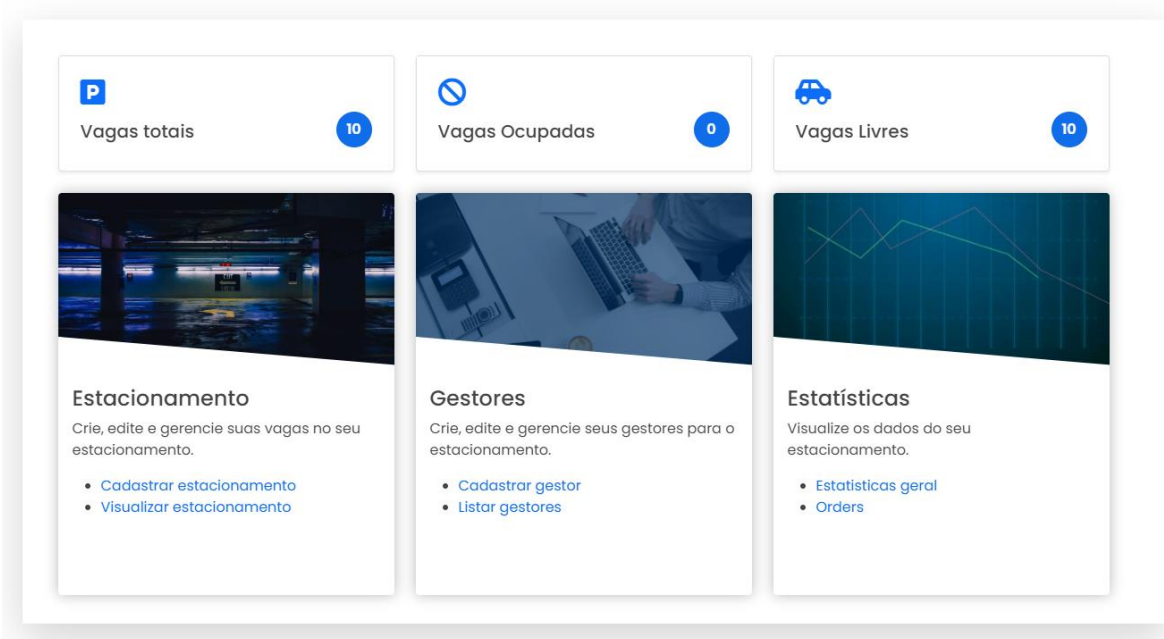 P
Vagas totais
10
Vagas Ocupadas
0
Vagas Livres
10
Estacionamento
Crie, edite e gerencie suas vagas no seu
estacionamento.
Cadastrar estacionamento
Visualizar estacionamento
Gestores
Crie, edite e gerencie seus gestores para o
estacionamento.
Cadastrar gestor
Listar gestores
Estatísticas
Visualize os dados do seu
estacionamento.
Estatisticas geral
Orders